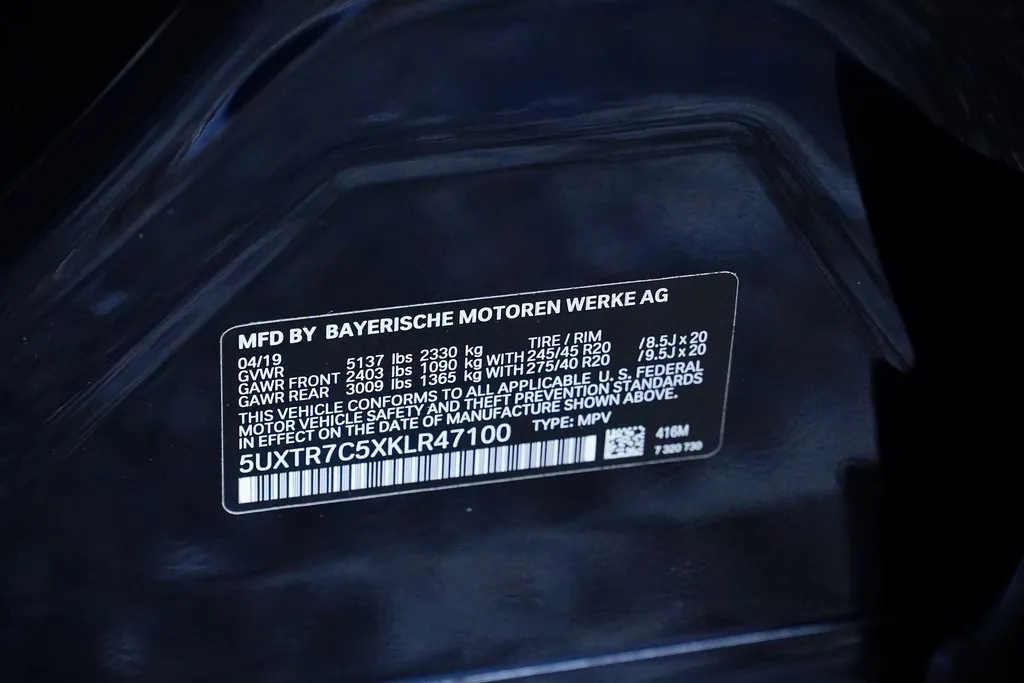 MFD BY BAYERISCHE MOTOREN WERKE AG
04/19 TIRE / RIM
GVWR 5137 lbs 2330 kg
GAWR FRONT 2403 lbs 1090 kg WITH 245/45 R20 /8.5J x 20
GAWR REAR 3009 lbs 1365 kg WITH 275/40 R20 /9.5J x 20
THIS VEHICLE CONFORMS TO ALL APPLICABLE U. S. FEDERAL
MOTOR VEHICLE SAFETY AND THEFT PREVENTION STANDARDS
IN EFFECT ON THE DATE OF MANUFACTURE SHOWN ABOVE.
5UXTR7C5XKLR47100 TYPE: MPV
416M
7 320 730